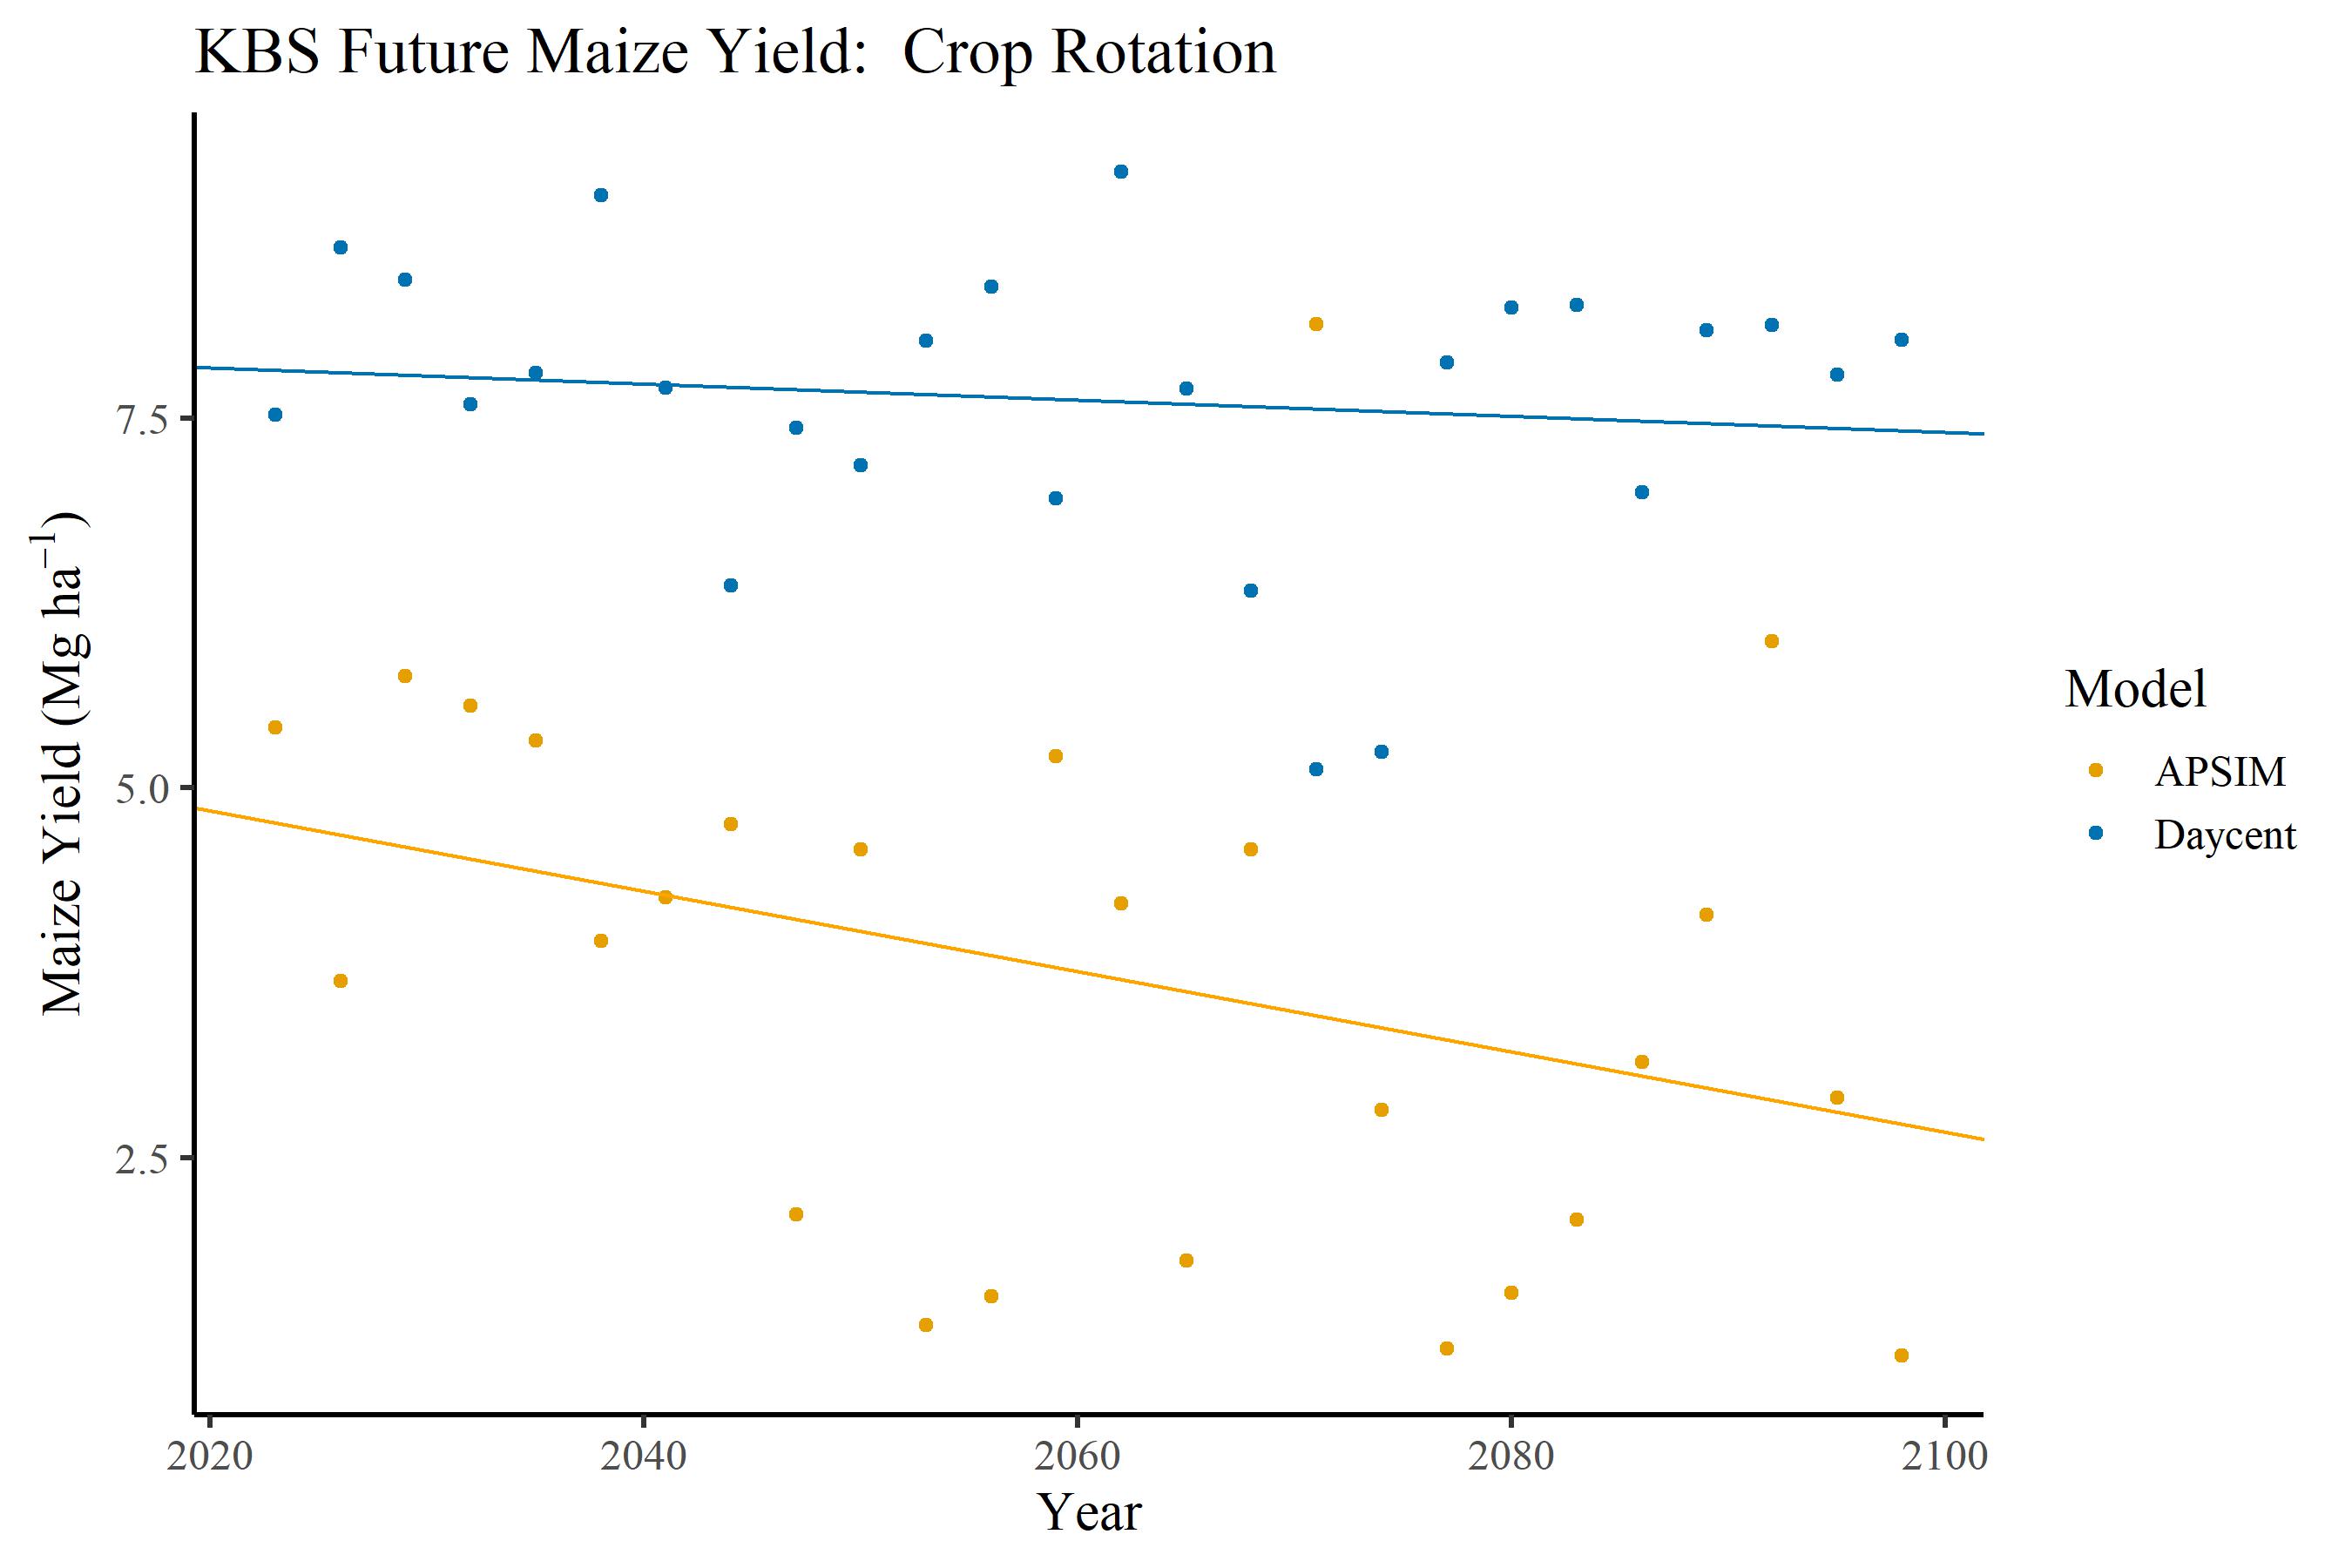 KBS Future Maize Yield:  Crop Rotation
Maize Yield (Mg ha⁻¹)
7.5
5.0
2.5
2020 2040 2060 2080 2100
Year
Model
APSIM
Daycent